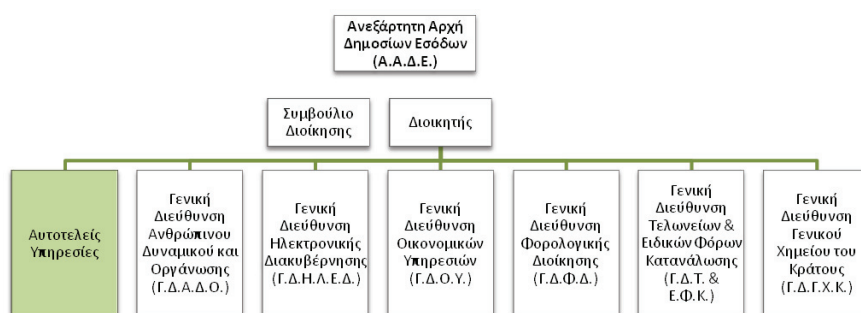 Ανεξάρτητη Αρχή
Δημοσίων Εσόδων
(Α.Α.Δ.Ε.)
Συμβούλιο
Διοίκησης
Διοικητής
Αυτοτελείς
Υπηρεσίες
Γενική
Διεύθυνση
Ανθρώπινου
Δυναμικού και
Οργάνωσης
(Γ.Δ.Α.Δ.Ο.)
Γενική
Διεύθυνση
Ηλεκτρονικής
Διακυβέρνησης
(Γ.Δ.Η.Λ.Ε.Δ.)
Γενική
Διεύθυνση
Οικονομικών
Υπηρεσιών
(Γ.Δ.Ο.Υ.)
Γενική
Διεύθυνση
Φορολογικής
Διοίκησης
(Γ.Δ.Φ.Δ.)
Γενική
Διεύθυνση
Τελωνείων &
Ειδικών Φόρων
Κατανάλωσης
(Γ.Δ.Τ. &
Ε.Φ.Κ.)
Γενική
Διεύθυνση
Γενικού
Χημείου του
Κράτους
(Γ.Δ.Γ.Χ.Κ.)